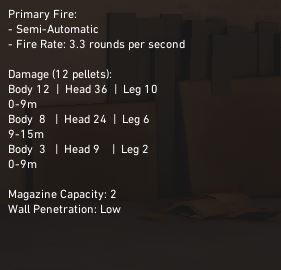 Primary Fire:
- Semi-Automatic
- Fire Rate: 3.3 rounds per second
Damage (12 pellets):
Body 12 | Head 36 | Leg 10
0-9m
Body 8 | Head 24 | Leg 6
9-15m
Body 3 | Head 9 | Leg 2
0-9m
Magazine Capacity: 2
Wall Penetration: Low